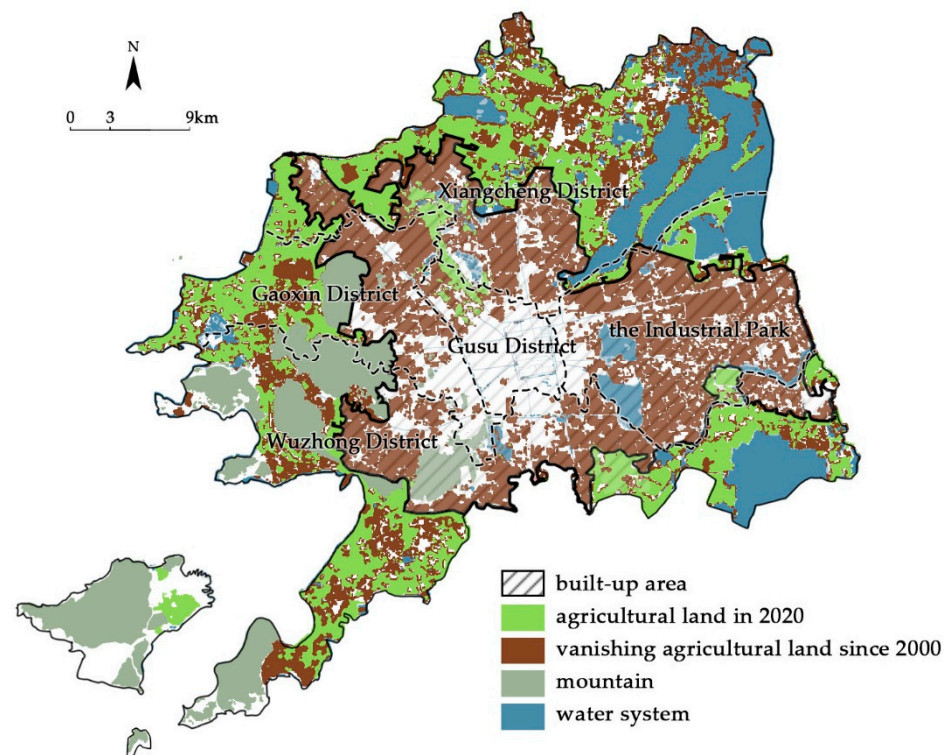 N
0 3 9km
Xiangcheng District
Gaoxin District
the Industrial Park
Gusu District
Wuzhong District
built-up area
agricultural land in 2020
vanishing agricultural land since 2000
mountain
water system